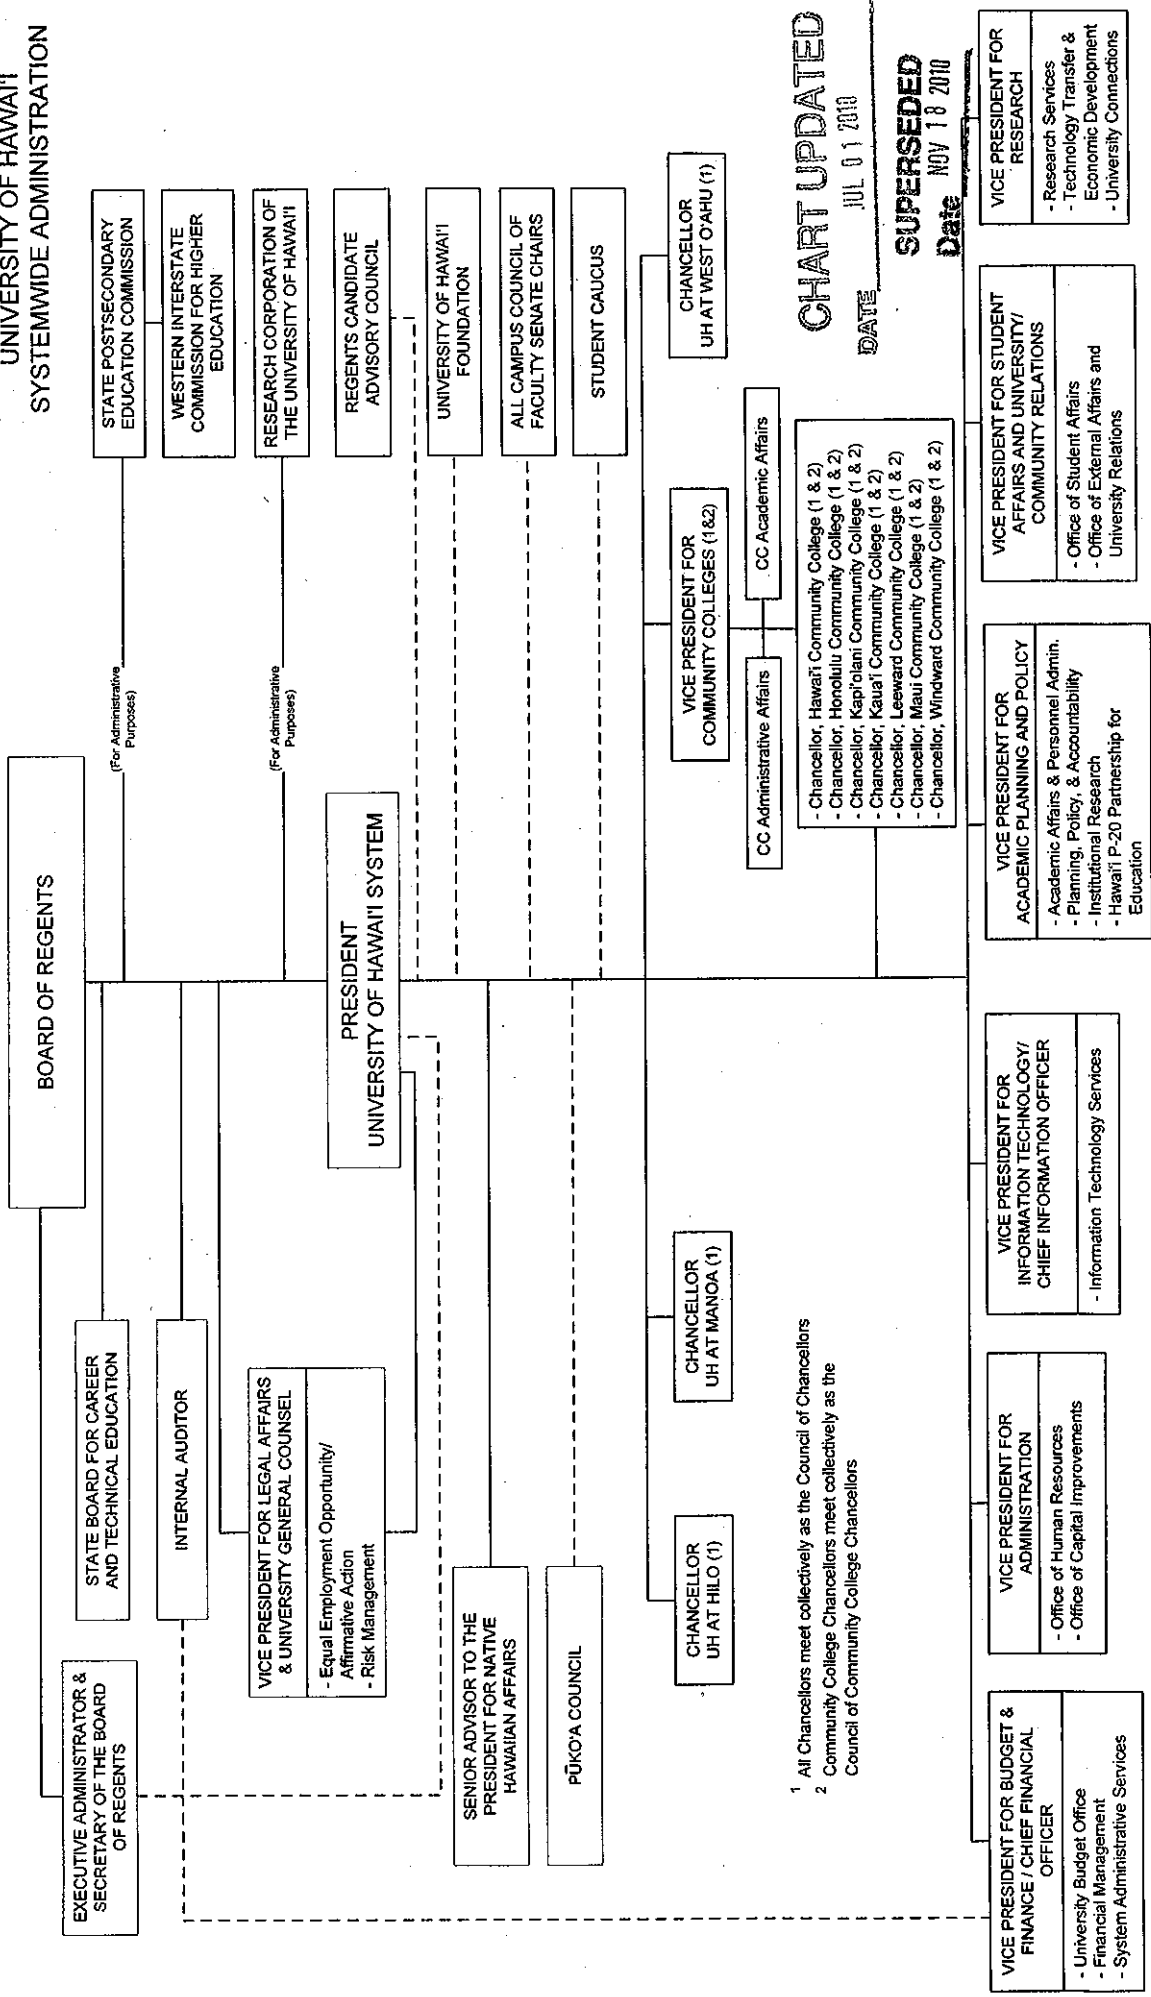 UNIVERSITY OF HAWAI'I
SYSTEMWIDE ADMINISTRATION
BOARD OF REGENTS
EXECUTIVE ADMINISTRATOR &
SECRETARY OF THE BOARD
OF REGENTS
STATE BOARD FOR CAREER
AND TECHNICAL EDUCATION
INTERNAL AUDITOR
VICE PRESIDENT FOR LEGAL AFFAIRS
& UNIVERSITY GENERAL COUNSEL
- Equal Employment Opportunity/
Affirmative Action
- Risk Management
(For Administrative
Purposes)
STATE POSTSECONDARY
EDUCATION COMMISSION
WESTERN INTERSTATE
COMMISSION FOR HIGHER
EDUCATION
(For Administrative
Purposes)
RESEARCH CORPORATION OF
THE UNIVERSITY OF HAWAI'I
PRESIDENT
UNIVERSITY OF HAWAI'I SYSTEM
REGENTS CANDIDATE
ADVISORY COUNCIL
UNIVERSITY OF HAWAI'I
FOUNDATION
ALL CAMPUS COUNCIL OF
FACULTY SENATE CHAIRS
STUDENT CAUCUS
SENIOR ADVISOR TO THE
PRESIDENT FOR NATIVE
HAWAIIAN AFFAIRS
PŪKO'A COUNCIL
CHANCELLOR
UH AT HILO (1)
CHANCELLOR
UH AT MANOA (1)
VICE PRESIDENT FOR
COMMUNITY COLLEGES (1&2)
CHANCELLOR
UH AT WEST O'AHU (1)
CC Administrative Affairs
CC Academic Affairs
- Chancellor, Hawai'i Community College (1 & 2)
- Chancellor, Honolulu Community College (1 & 2)
- Chancellor, Kapi'olani Community College (1 & 2)
- Chancellor, Kaua'i Community College (1 & 2)
- Chancellor, Leeward Community College (1 & 2)
- Chancellor, Maui Community College (1 & 2)
- Chancellor, Windward Community College (1 & 2)
1 All Chancellors meet collectively as the Council of Chancellors
2 Community College Chancellors meet collectively as the
Council of Community College Chancellors
CHART UPDATED
DATE JUL 01 2010
SUPERSEDED
Date NOV 18 2010
VICE PRESIDENT FOR BUDGET &
FINANCE / CHIEF FINANCIAL
OFFICER
- University Budget Office
- Financial Management
- System Administrative Services
VICE PRESIDENT FOR
ADMINISTRATION
- Office of Human Resources
- Office of Capital Improvements
VICE PRESIDENT FOR
INFORMATION TECHNOLOGY/
CHIEF INFORMATION OFFICER
- Information Technology Services
VICE PRESIDENT FOR
ACADEMIC PLANNING AND POLICY
- Academic Affairs & Personnel Admin.
- Planning, Policy, & Accountability
- Institutional Research
- Hawai'i P-20 Partnership for
Education
VICE PRESIDENT FOR STUDENT
AFFAIRS AND UNIVERSITY/
COMMUNITY RELATIONS
- Office of Student Affairs
- Office of External Affairs and
University Relations
VICE PRESIDENT FOR
RESEARCH
- Research Services
- Technology Transfer &
Economic Development
- University Connections